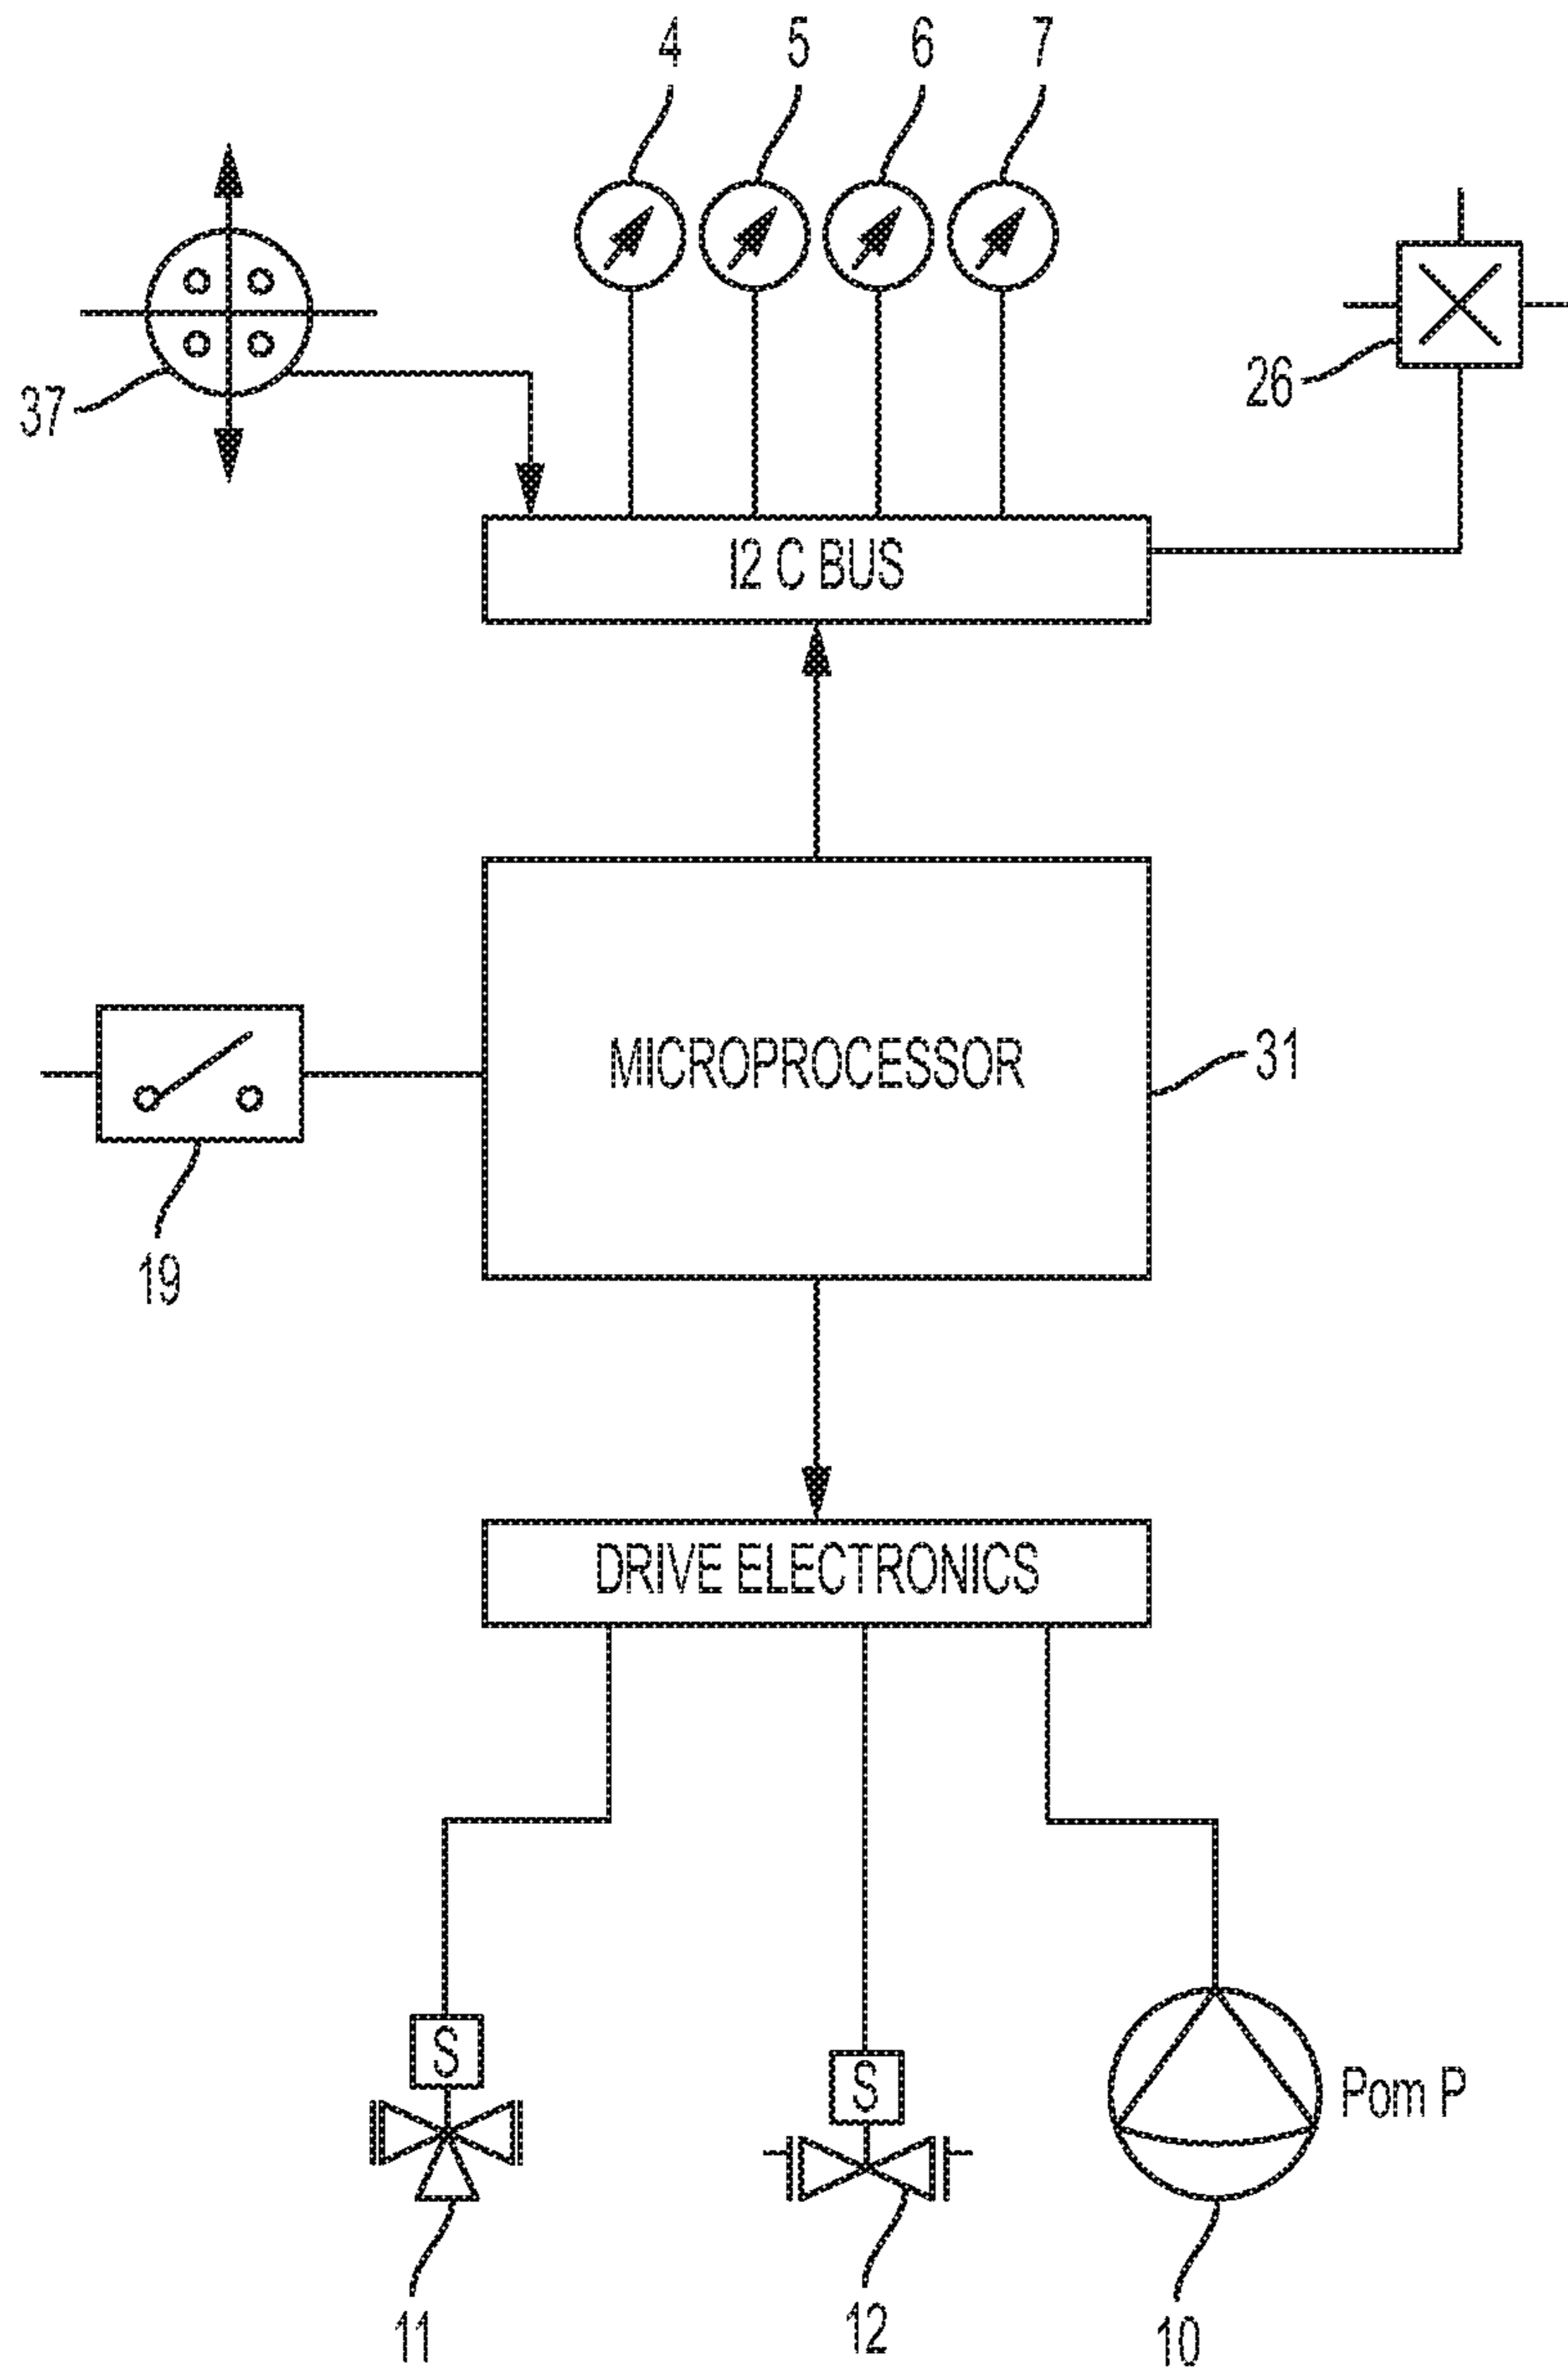 4 5 6 7
37
26
I2 C BUS
MICROPROCESSOR
31
19
DRIVE ELECTRONICS
S
S
Pom P
11
12
10